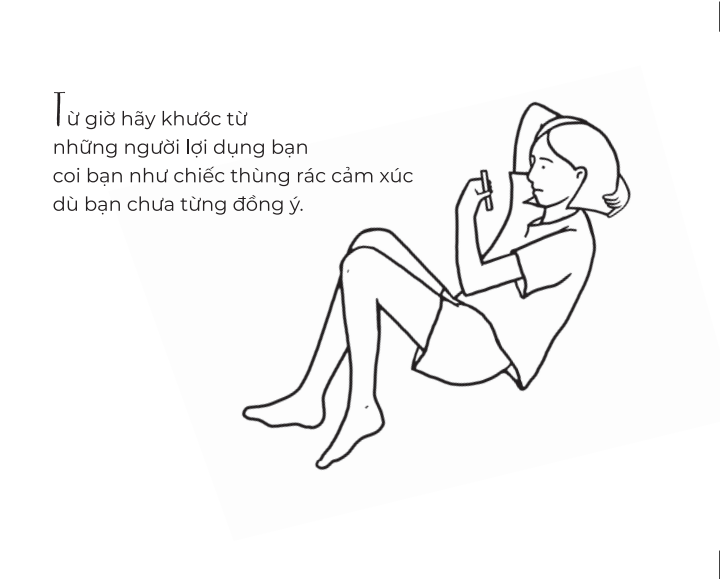 Từ giờ hãy khước từ
những người lợi dụng bạn
coi bạn như chiếc thùng rác cảm xúc
dù bạn chưa từng đồng ý.